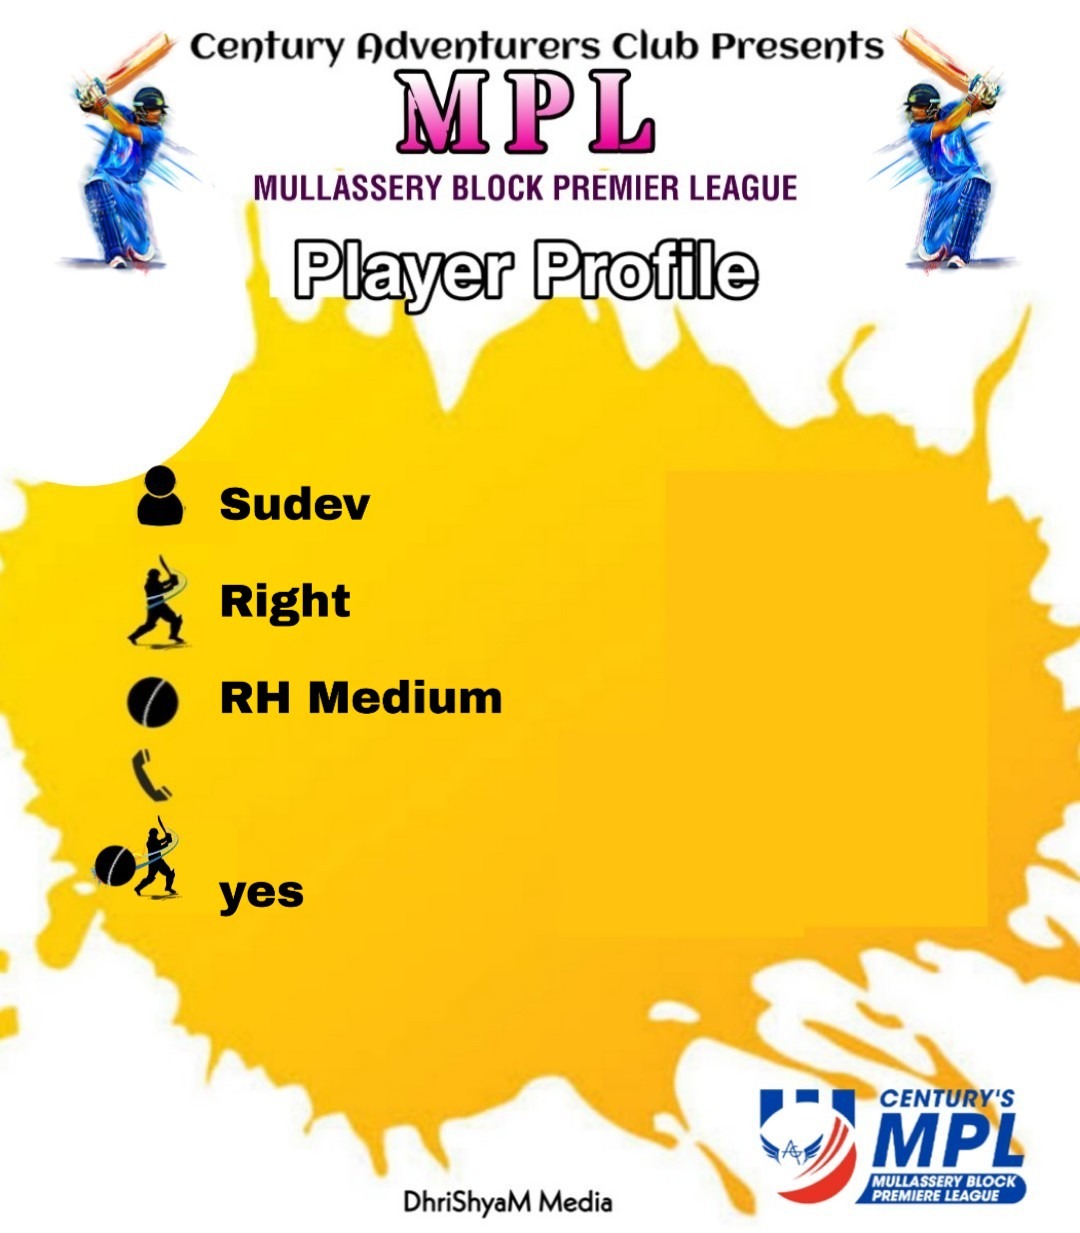 Century Adventurers Club Presents
MPL
MULLASSERY BLOCK PREMIER LEAGUE
Player Profile
Sudev
Right
RH Medium
yes
CENTURY'S
MPL
MULLASSERY BLOCK
PREMIERE LEAGUE
DhriShyaM Media